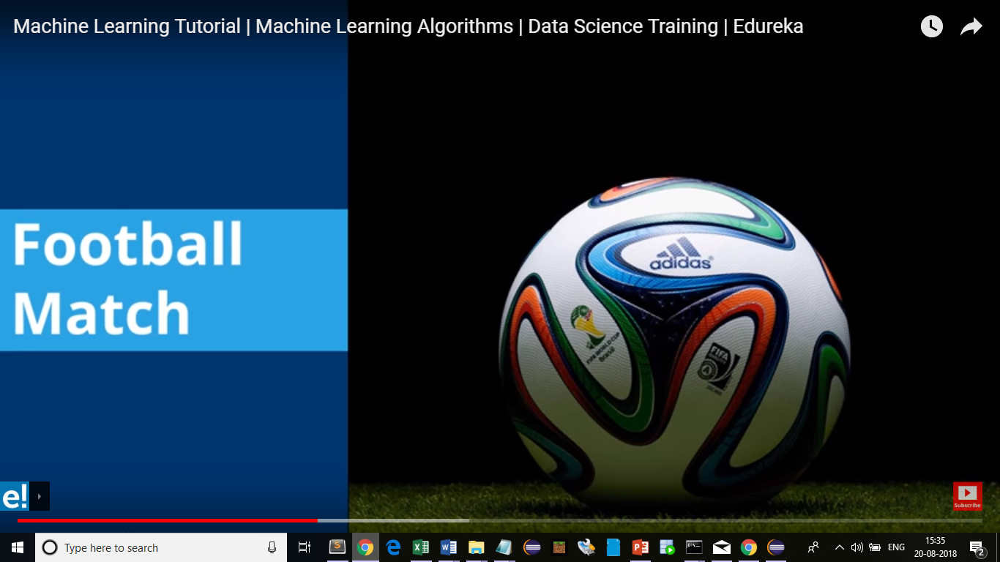 Machine Learning Tutorial | Machine Learning Algorithms | Data Science Training | Edureka
Football
Match
adidas
FIFA WORLD CUP
Brasil
FIFA
e!
Subscribe
Type here to search
ENG
15:35
20-08-2018
2